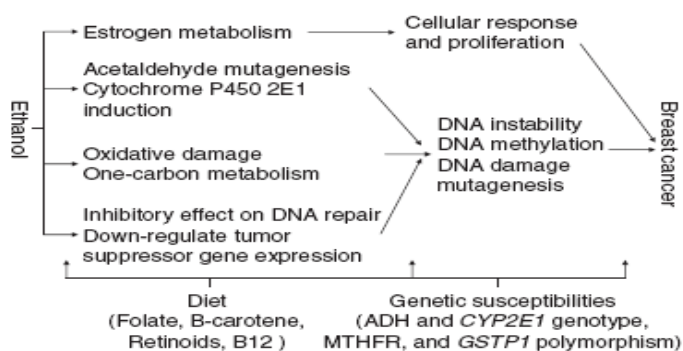 Ethanol
Estrogen metabolism
Acetaldehyde mutagenesis
Cytochrome P450 2E1
induction
Oxidative damage
One-carbon metabolism
Inhibitory effect on DNA repair
Down-regulate tumor
suppressor gene expression
Cellular response
and proliferation
DNA instability
DNA methylation
DNA damage
mutagenesis
Breast cancer
Diet
(Folate, B-carotene,
Retinoids, B12 )
Genetic susceptibilities
(ADH and CYP2E1 genotype,
MTHFR, and GSTP1 polymorphism)